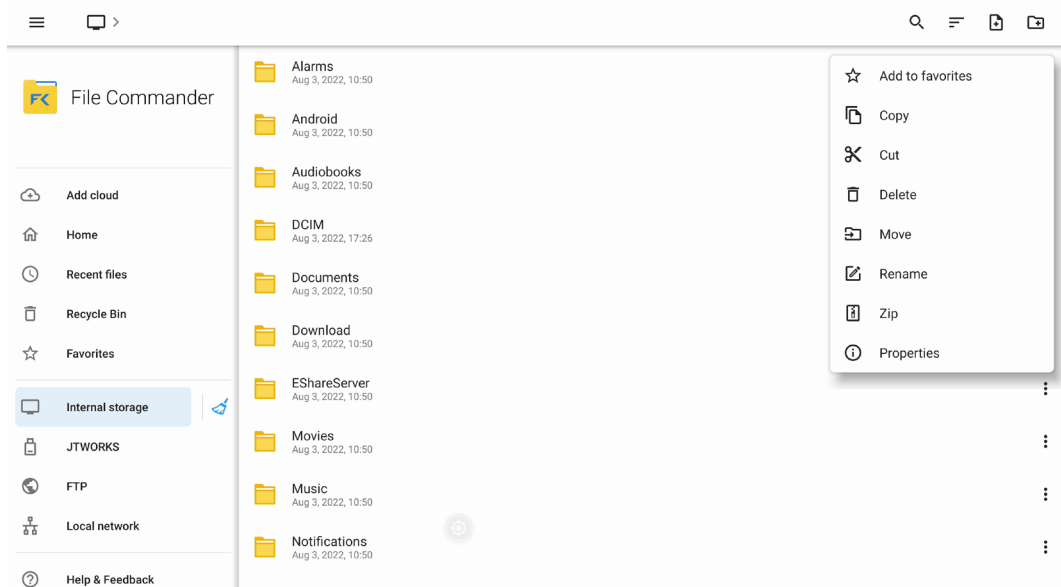 File Commander
Add cloud
Home
Recent files
Recycle Bin
Favorites
Internal storage
JTWORKS
FTP
Local network
Help & Feedback
Alarms
Aug 3, 2022, 10:50
Android
Aug 3, 2022, 10:50
Audiobooks
Aug 3, 2022, 10:50
DCIM
Aug 3, 2022, 17:26
Documents
Aug 3, 2022, 10:50
Download
Aug 3, 2022, 10:50
EShareServer
Aug 3, 2022, 10:50
Movies
Aug 3, 2022, 10:50
Music
Aug 3, 2022, 10:50
Notifications
Aug 3, 2022, 10:50
Add to favorites
Copy
Cut
Delete
Move
Rename
Zip
Properties